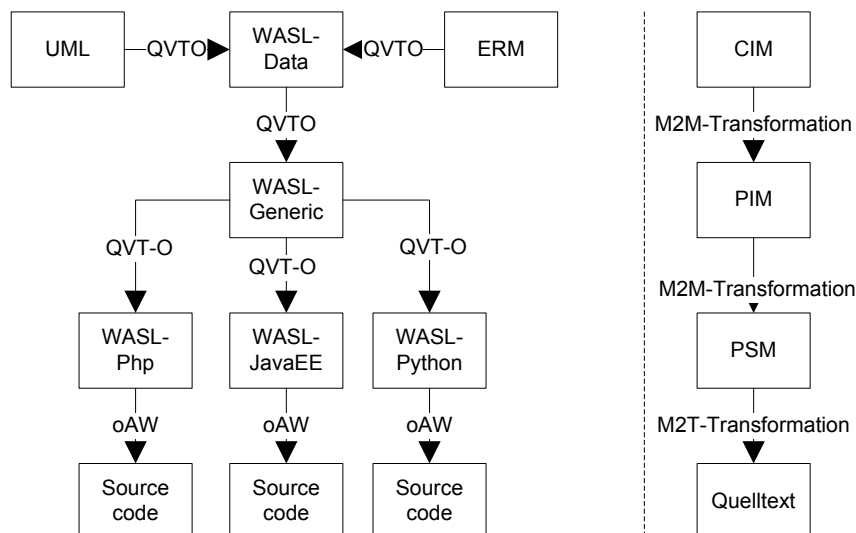 UML
QVTO
WASL-
Data
QVTO
ERM
CIM
QVTO
M2M-Transformation
WASL-
Generic
PIM
QVT-O
QVT-O
QVT-O
M2M-Transformation
WASL-
Php
WASL-
JavaEE
WASL-
Python
PSM
oAW
oAW
oAW
M2T-Transformation
Source
code
Source
code
Source
code
Quelltext